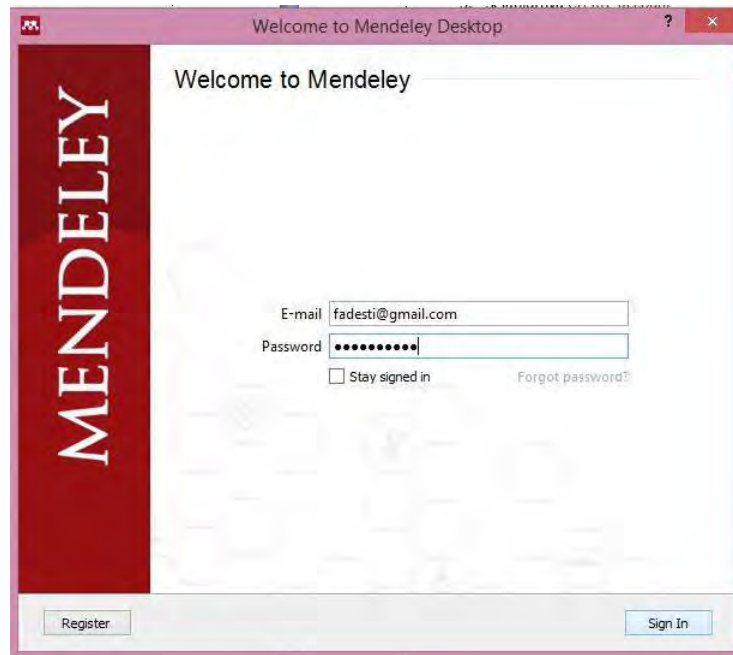 Welcome to Mendeley Desktop
?
Welcome to Mendeley
MENDELEY
E-mail fadesti@gmail.com
Password ●●●●●●●●●●
Stay signed in Forgot password?
Register Sign In